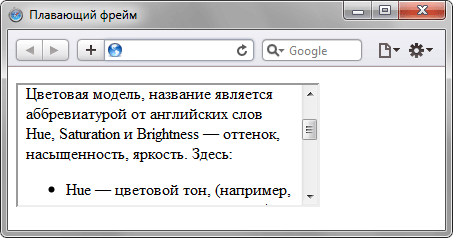 Плавающий фрейм
Google
Цветовая модель, название является
аббревиатурой от английских слов
Hue, Saturation и Brightness — оттенок,
насыщенность, яркость. Здесь:
• Hue — цветовой тон, (например,